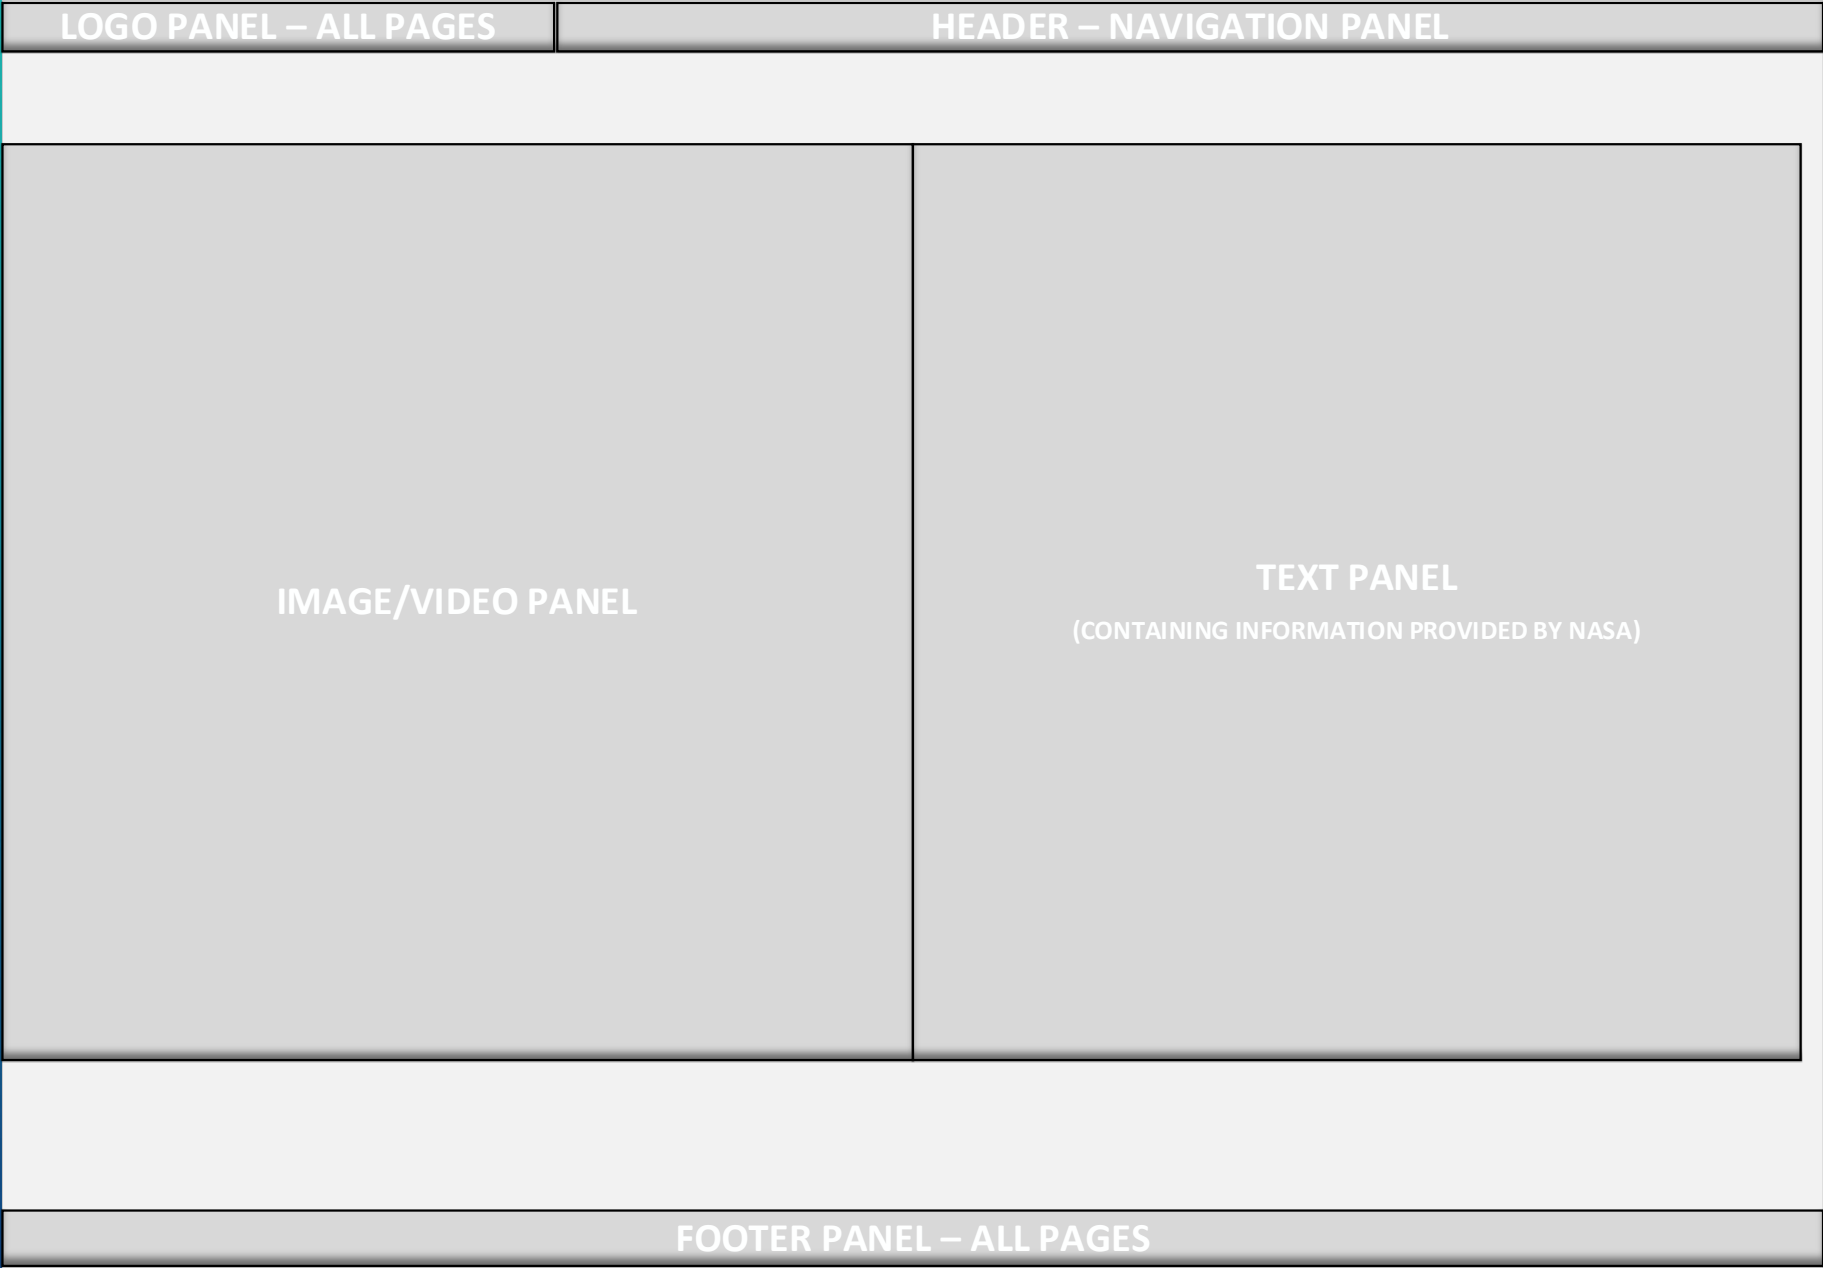 LOGO PANEL – ALL PAGES
HEADER – NAVIGATION PANEL
IMAGE/VIDEO PANEL
TEXT PANEL
(CONTAINING INFORMATION PROVIDED BY NASA)
FOOTER PANEL – ALL PAGES